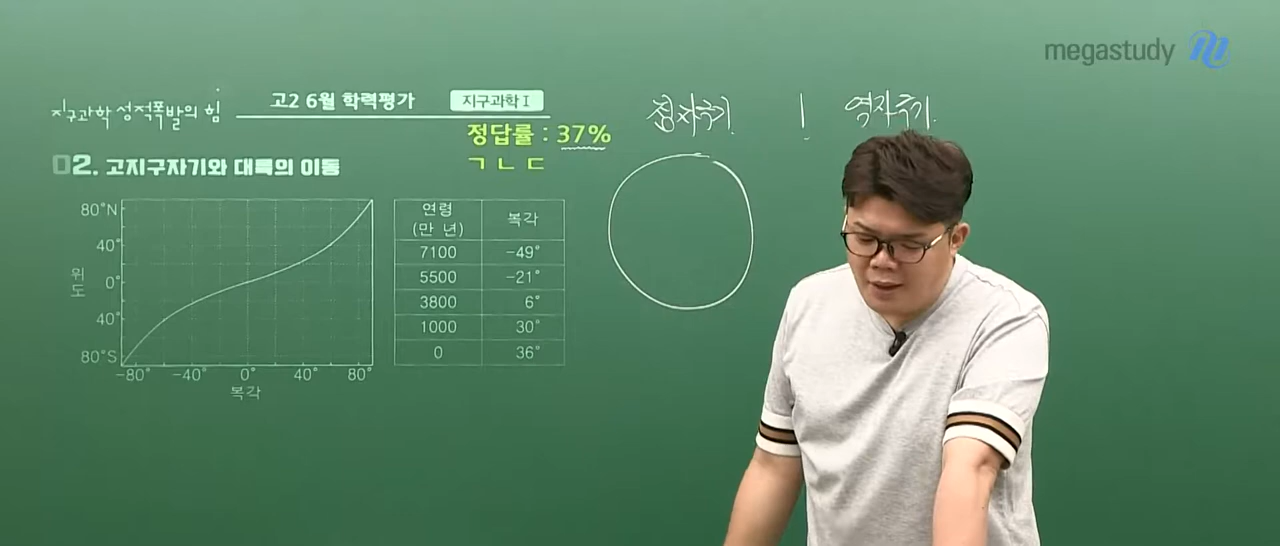 megastudy
지구과학 성적폭발의 힘
고2 6월 학력평가 지구과학Ⅰ
정자극기 | 역자극기
정답률 : 37%
ㄱ ㄴ ㄷ
02. 고지구자기와 대륙의 이동
80°N
40°
0°
40°
80°S
위도
-80° -40° 0° 40° 80°
복각
연령 (만 년) 복각
7100 -49°
5500 -21°
3800 6°
1000 30°
0 36°